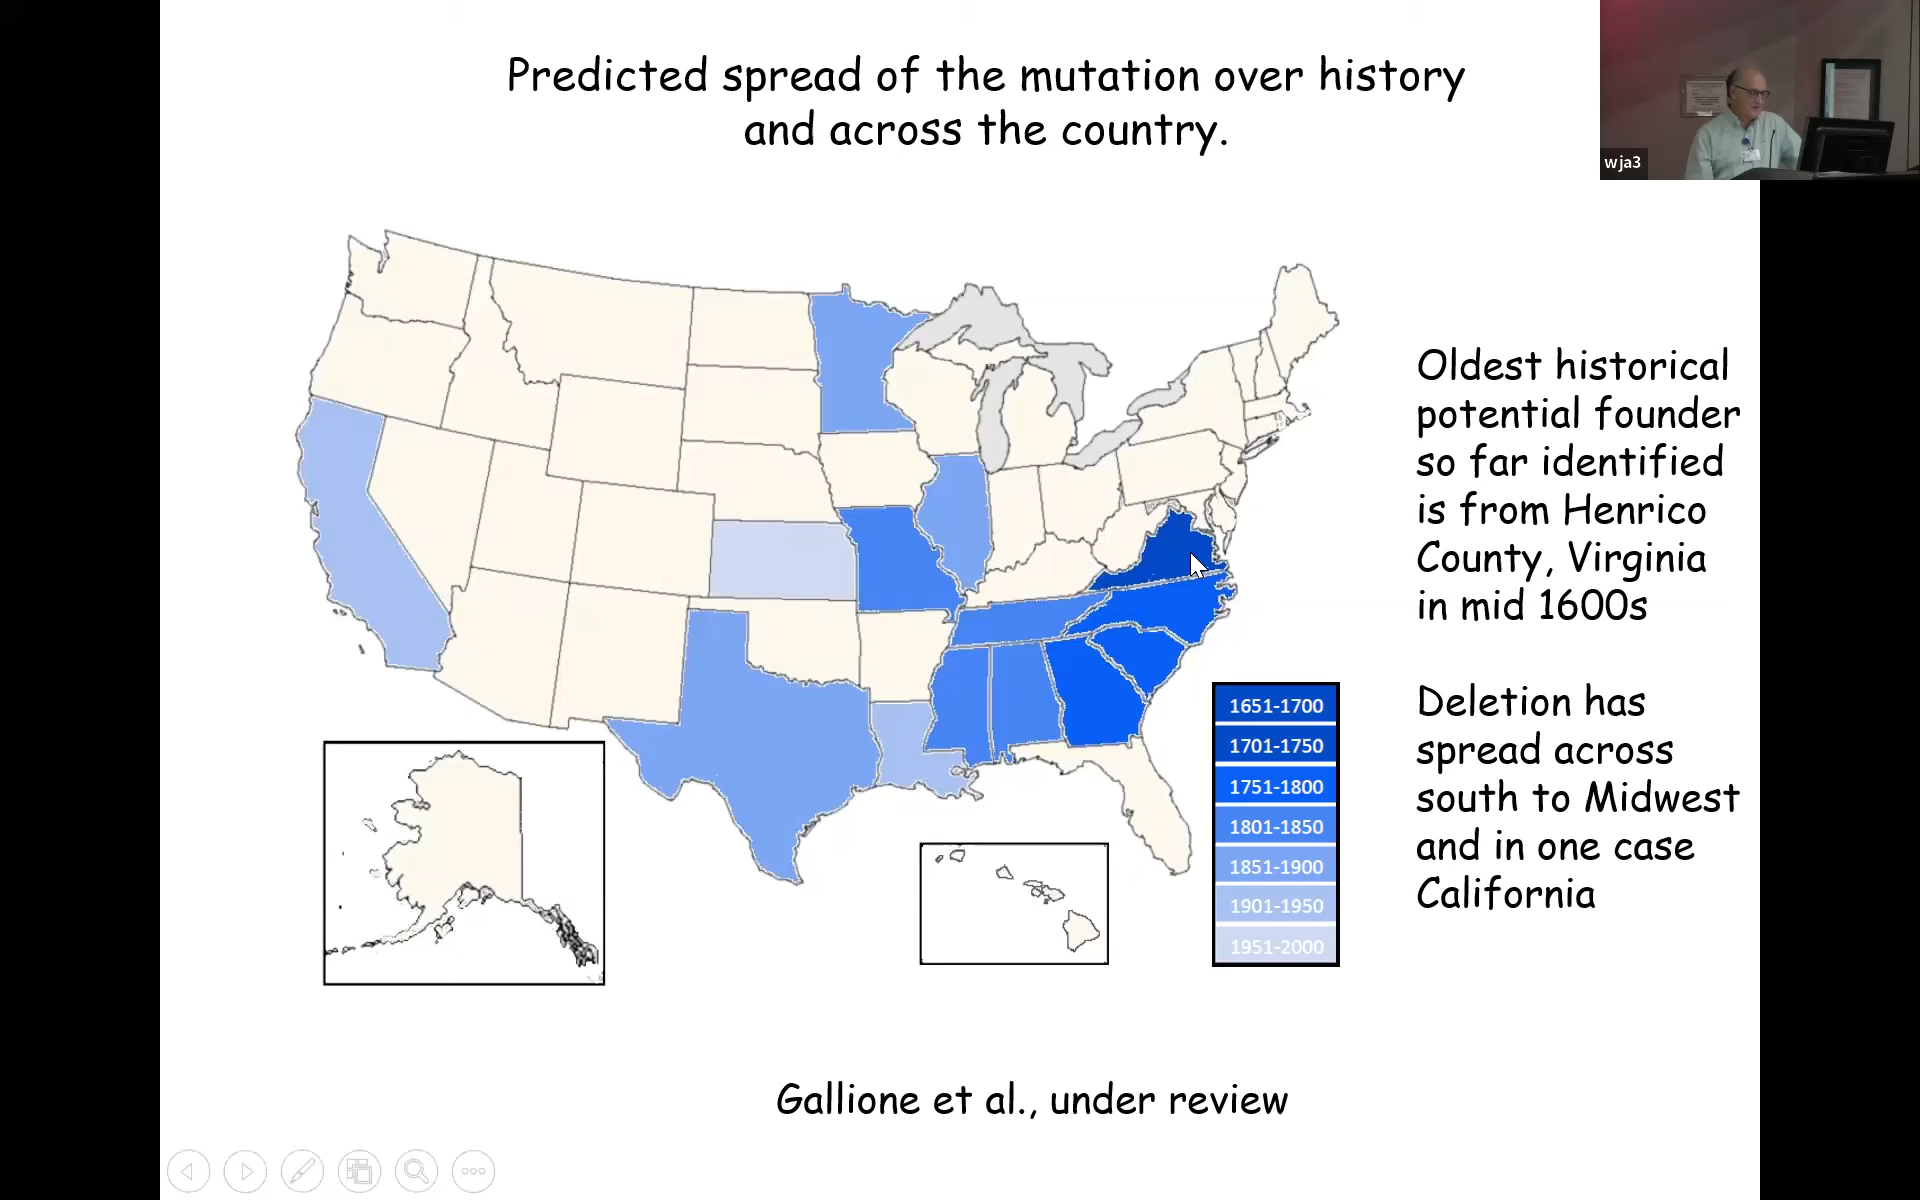 Predicted spread of the mutation over history
and across the country.
wja3
Oldest historical
potential founder
so far identified
is from Henrico
County, Virginia
in mid 1600s
Deletion has
spread across
south to Midwest
and in one case
California
1651-1700
1701-1750
1751-1800
1801-1850
1851-1900
1901-1950
1951-2000
Gallione et al., under review